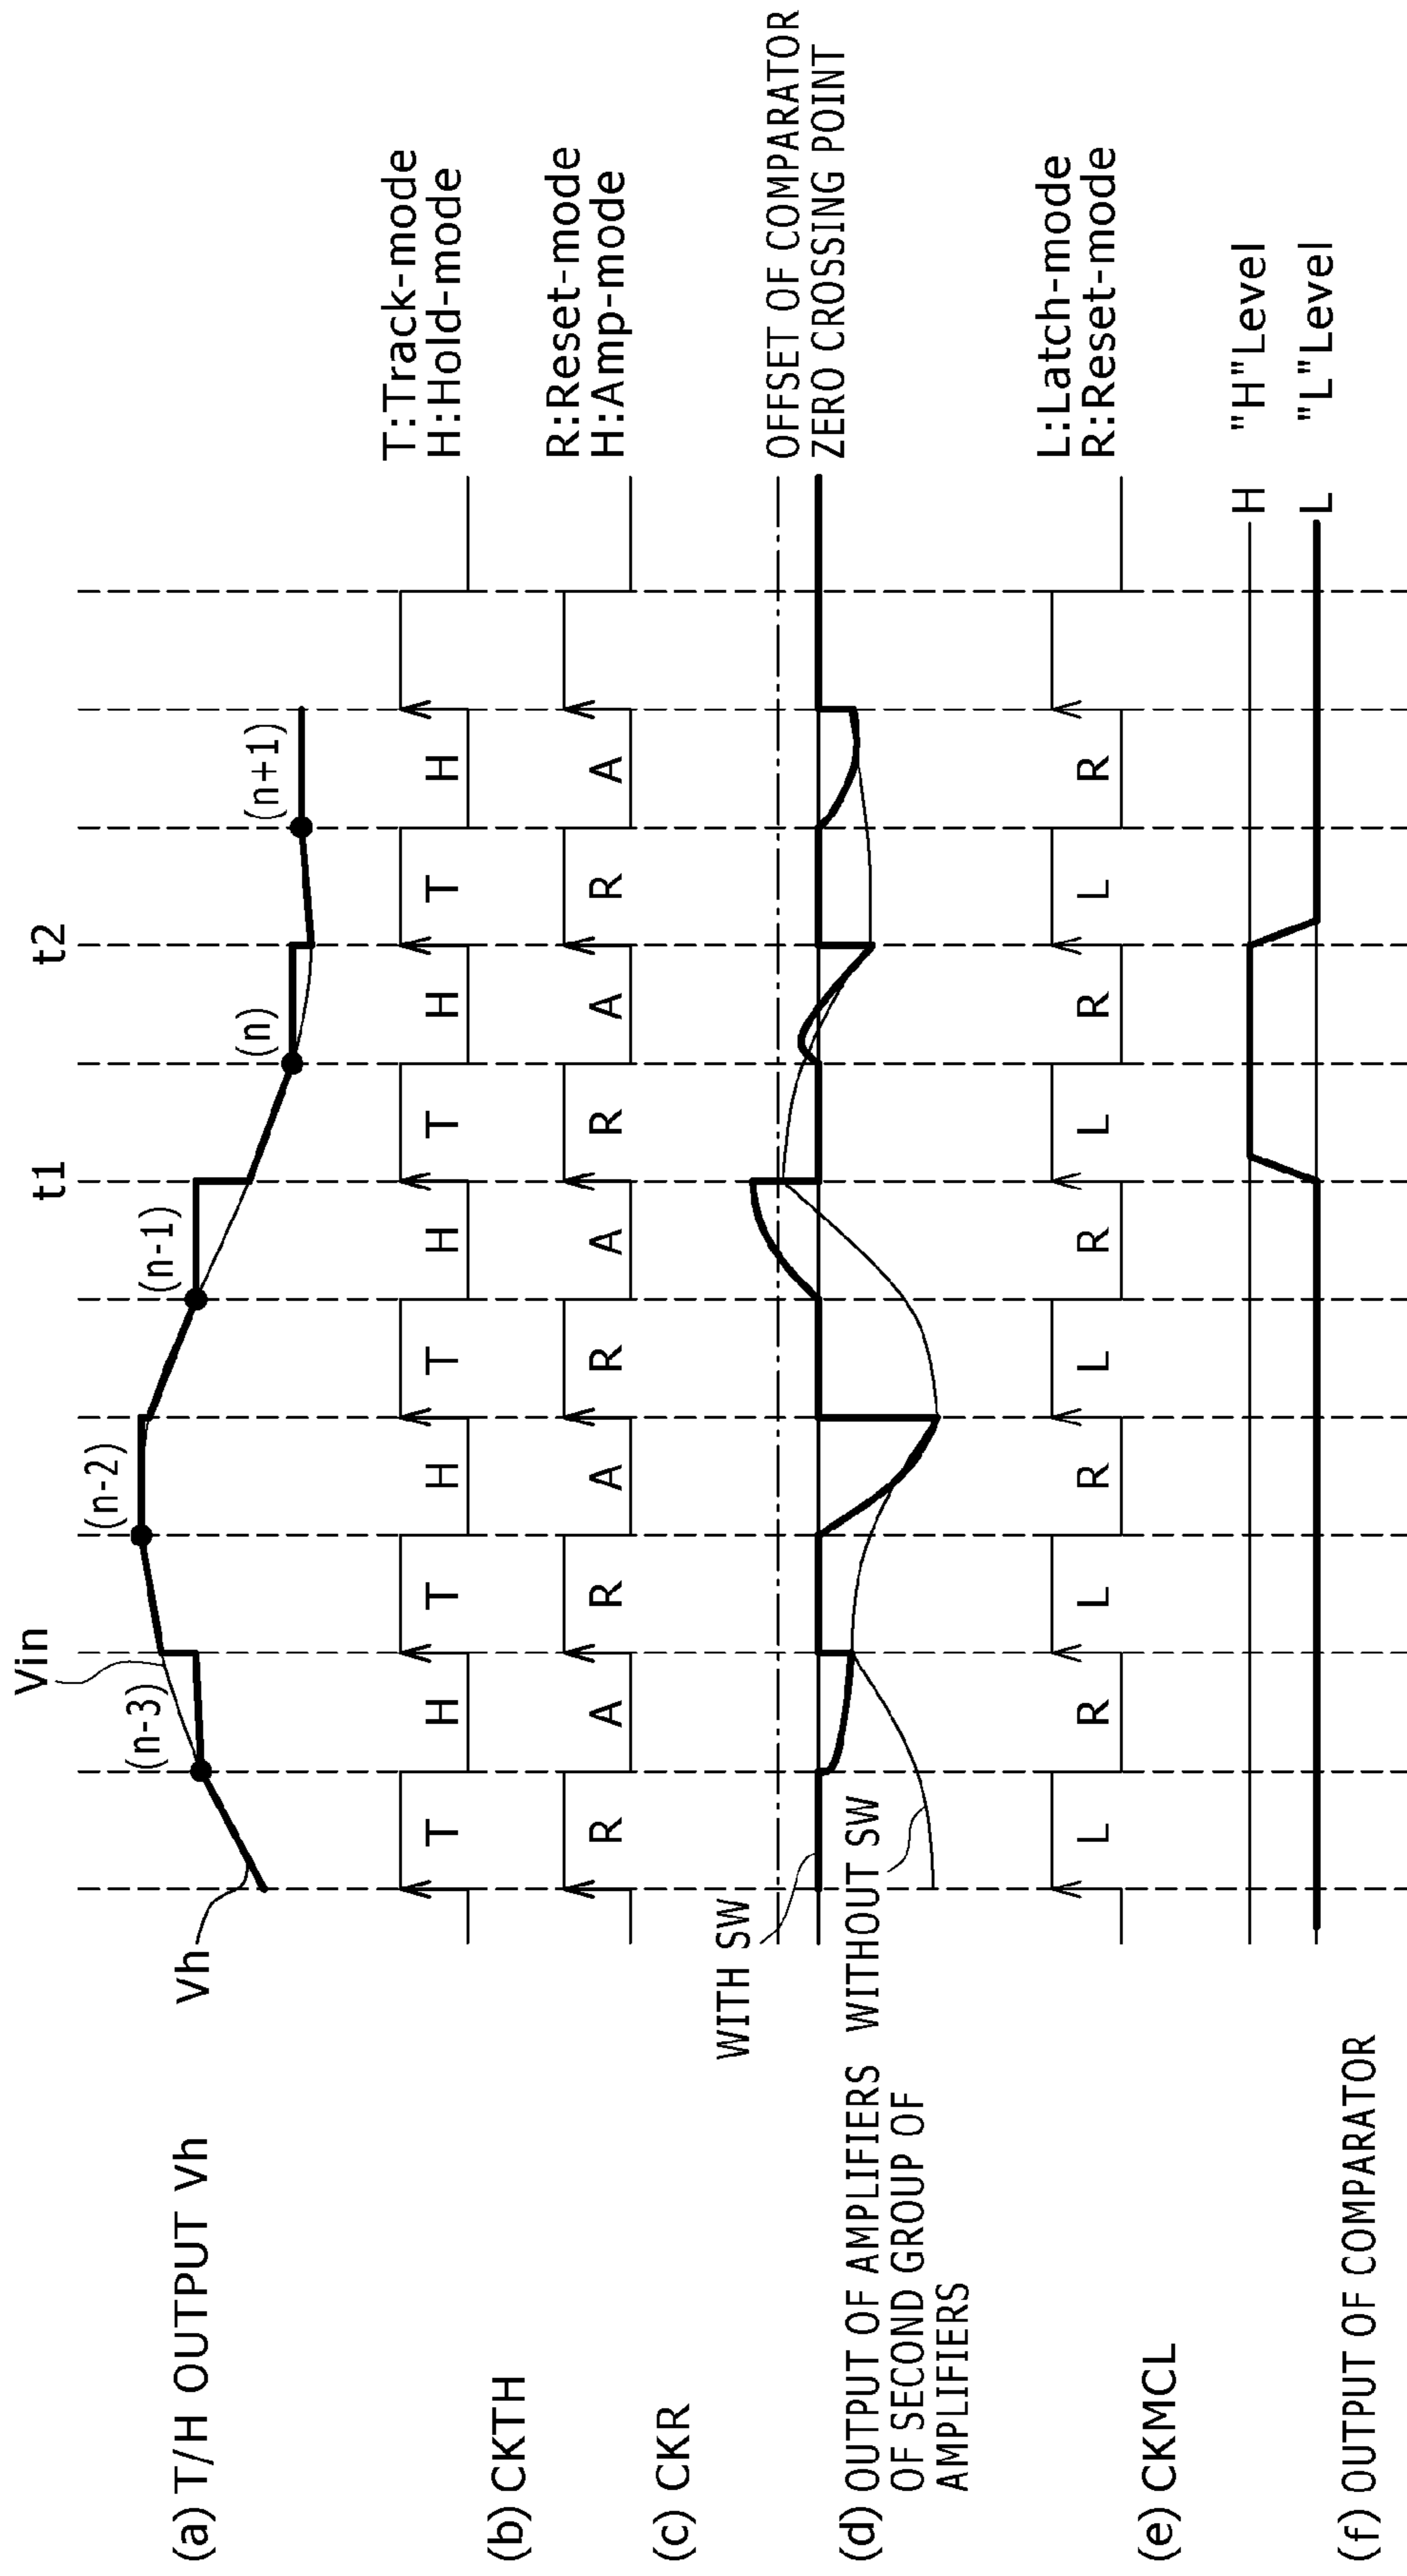 t1
t2
Vin
(n-3)
(n-2)
(n-1)
(n)
(n+1)
Vh
(a) T/H OUTPUT Vh
T:Track-mode
H:Hold-mode
(b) CKTH
T H T H T H T H T H
R:Reset-mode
H:Amp-mode
(c) CKR
R A R A R A R A R A
OFFSET OF COMPARATOR
ZERO CROSSING POINT
WITH SW
WITHOUT SW
(d) OUTPUT OF AMPLIFIERS
OF SECOND GROUP OF
AMPLIFIERS
L:Latch-mode
R:Reset-mode
(e) CKMCL
L R L R L R L R L R
H "H"Level
L "L"Level
(f) OUTPUT OF COMPARATOR